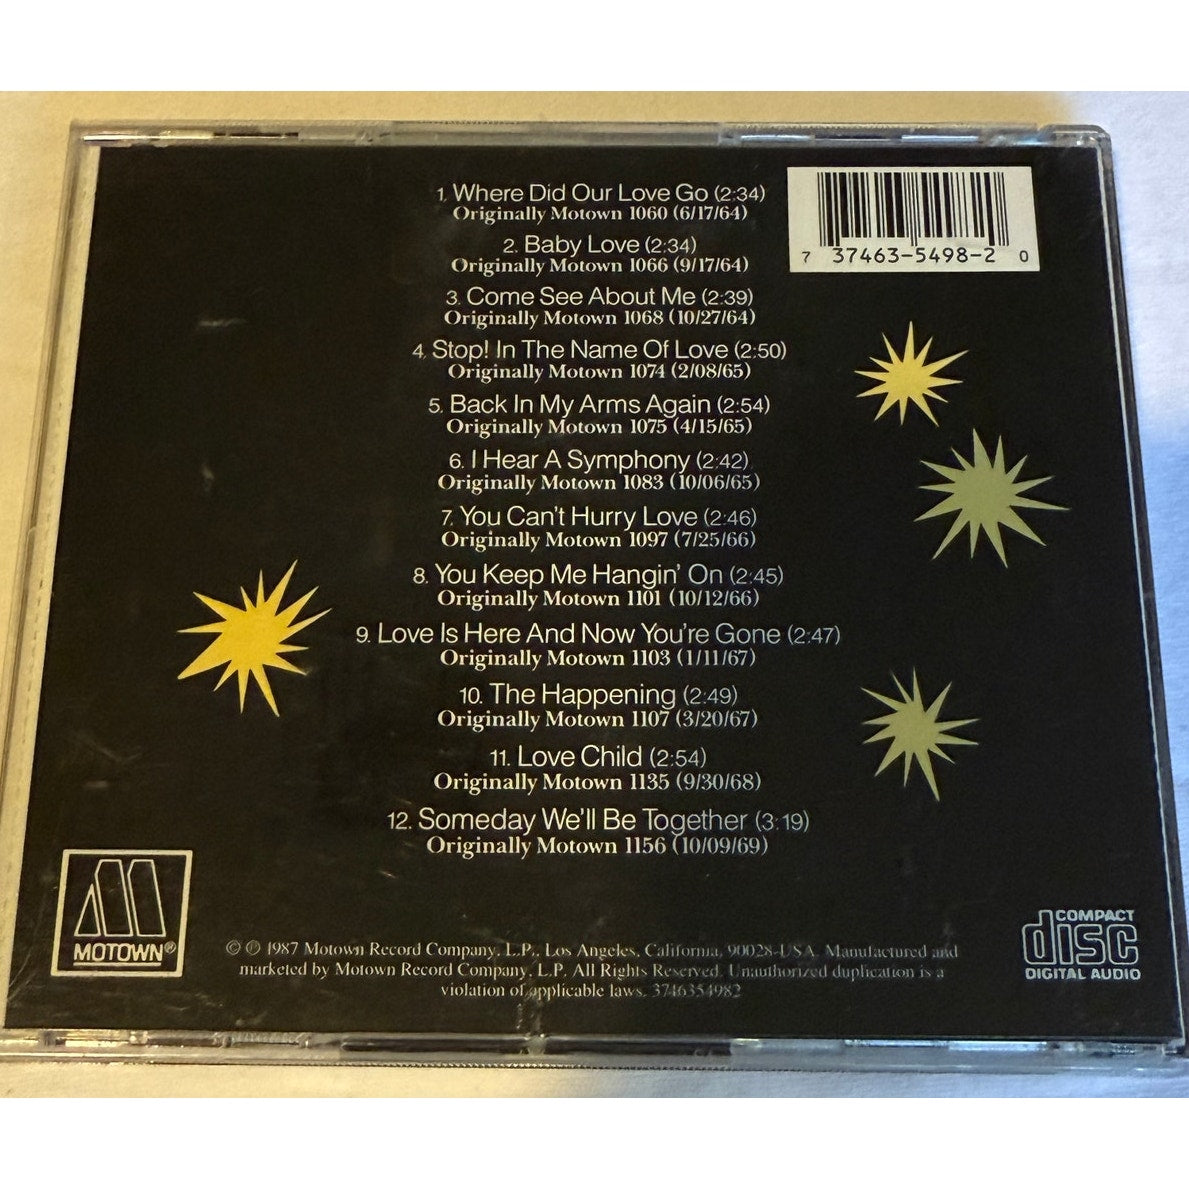 1. Where Did Our Love Go (2:34)
Originally Motown 1060 (6/17/64)
2. Baby Love (2:34)
Originally Motown 1066 (9/17/64)
3. Come See About Me (2:39)
Originally Motown 1068 (10/27/64)
4. Stop! In The Name Of Love (2:50)
Originally Motown 1074 (2/08/65)
5. Back In My Arms Again (2:54)
Originally Motown 1075 (4/15/65)
6. I Hear A Symphony (2:42)
Originally Motown 1083 (10/06/65)
7. You Can't Hurry Love (2:46)
Originally Motown 1097 (7/25/66)
8. You Keep Me Hangin' On (2:45)
Originally Motown 1101 (10/12/66)
9. Love Is Here And Now You're Gone (2:47)
Originally Motown 1103 (1/11/67)
10. The Happening (2:49)
Originally Motown 1107 (3/20/67)
11. Love Child (2:54)
Originally Motown 1135 (9/30/68)
12. Someday We'll Be Together (3:19)
Originally Motown 1156 (10/09/69)
7 37463-5498-2 0
MOTOWN®
© ℗ 1987 Motown Record Company, L.P., Los Angeles, California, 90028-USA. Manufactured and
marketed by Motown Record Company, L.P. All Rights Reserved. Unauthorized duplication is a
violation of applicable laws. 3746354982
COMPACT
disc
DIGITAL AUDIO